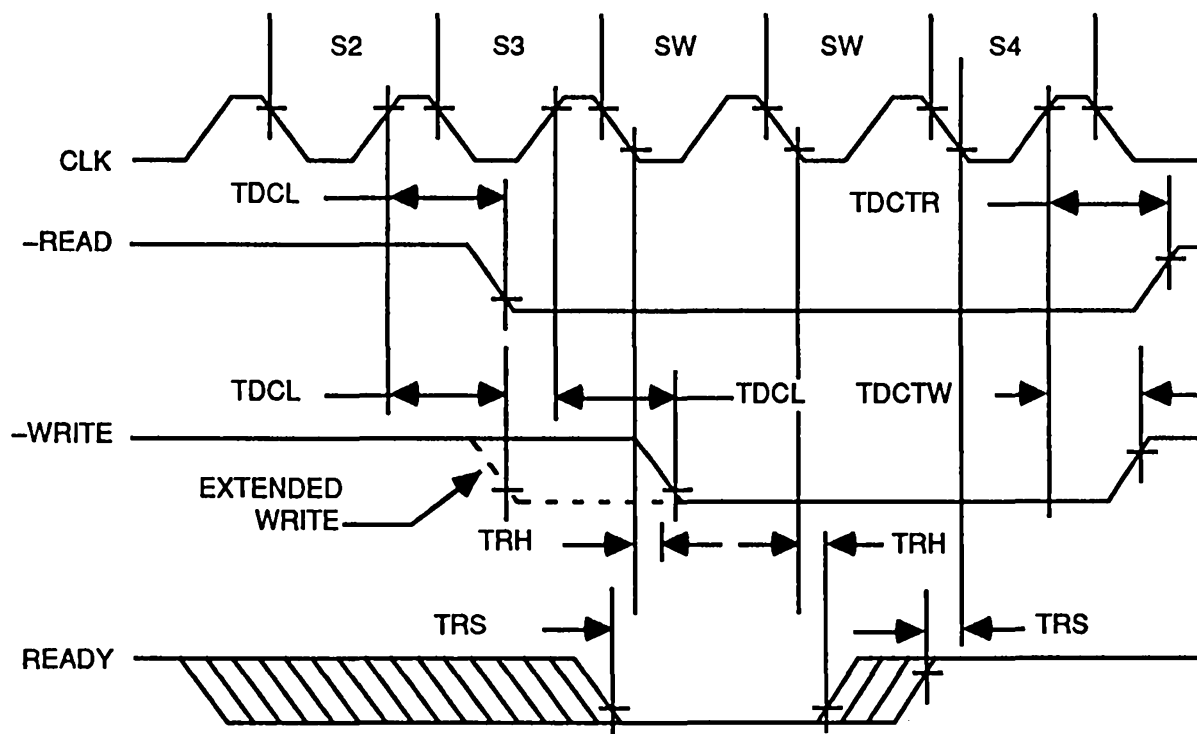 S2 S3 SW SW S4
CLK
TDCL TDCTR
–READ
TDCL TDCL TDCTW
–WRITE
EXTENDED
WRITE
TRH TRH
TRS TRS
READY